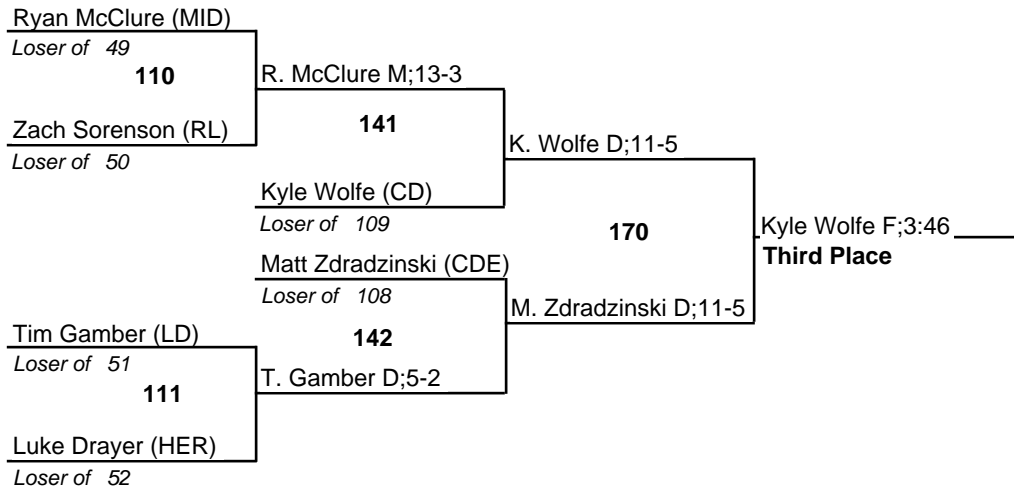 Ryan McClure (MID)
Loser of 49
110
R. McClure M;13-3
Zach Sorenson (RL)
Loser of 50
141
K. Wolfe D;11-5
Kyle Wolfe (CD)
Loser of 109
170
Kyle Wolfe F;3:46
Third Place
Matt Zdradzinski (CDE)
Loser of 108
M. Zdradzinski D;11-5
142
Tim Gamber (LD)
Loser of 51
111
T. Gamber D;5-2
Luke Drayer (HER)
Loser of 52